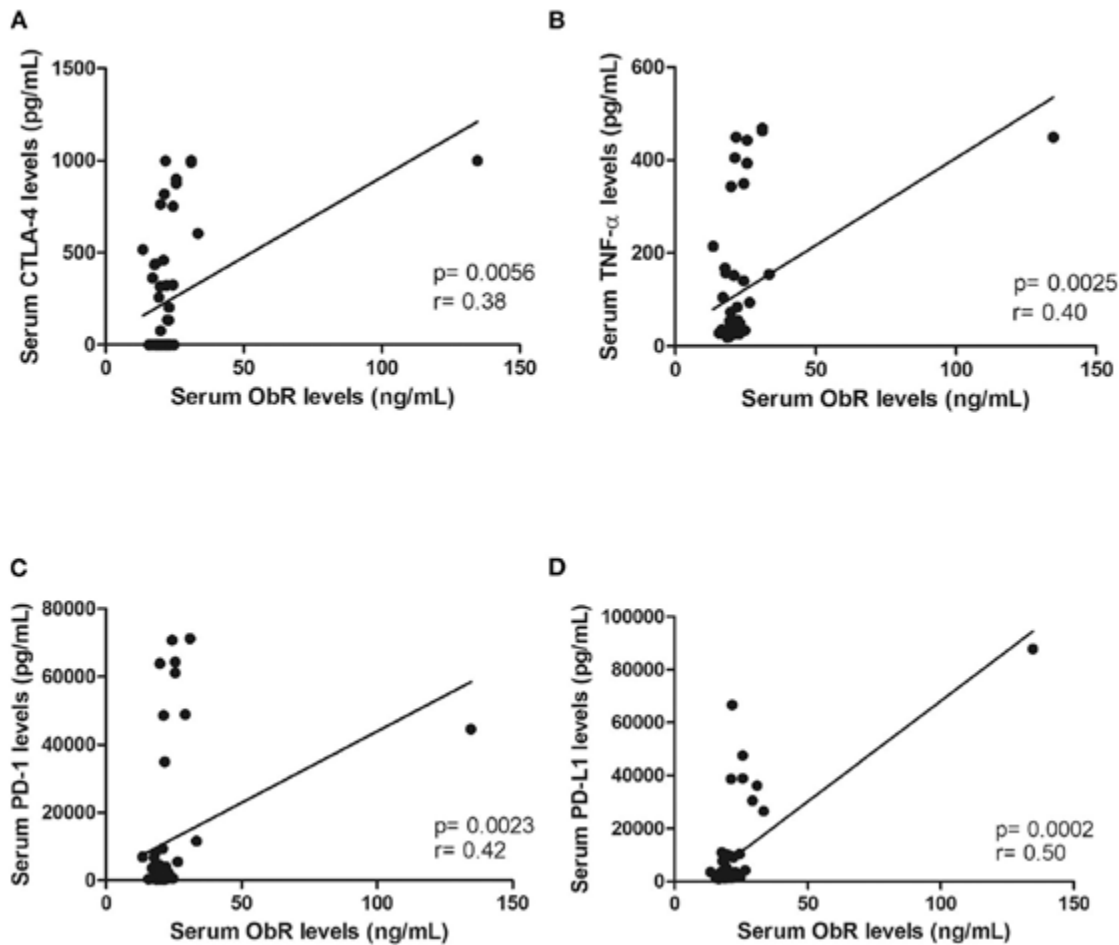 A
Serum CTLA-4 levels (pg/mL)
1500
1000
500
0
p= 0.0056
r= 0.38
0 50 100 150
Serum ObR levels (ng/mL)
B
Serum TNF-α levels (pg/mL)
600
400
200
0
p= 0.0025
r= 0.40
0 50 100 150
Serum ObR levels (ng/mL)
C
Serum PD-1 levels (pg/mL)
80000
60000
40000
20000
0
p= 0.0023
r= 0.42
0 50 100 150
Serum ObR levels (ng/mL)
D
Serum PD-L1 levels (pg/mL)
100000
80000
60000
40000
20000
0
p= 0.0002
r= 0.50
0 50 100 150
Serum ObR levels (ng/mL)